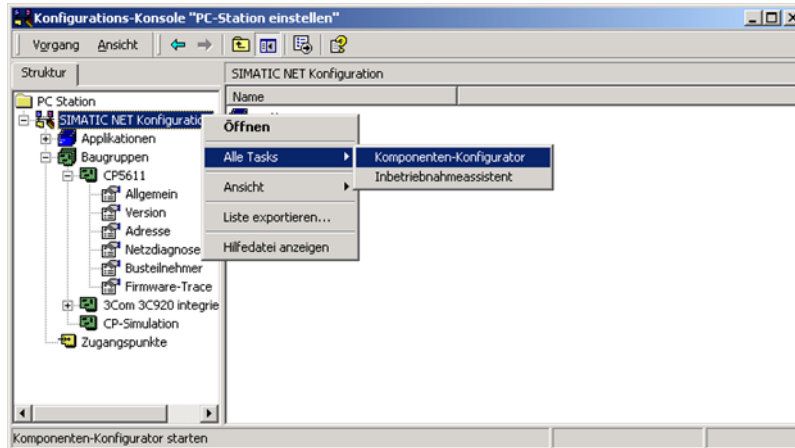 Konfigurations-Konsole "PC-Station einstellen"
Vorgang Ansicht
Struktur
SIMATIC NET Konfiguration
Name
PC Station
SIMATIC NET Konfiguratio
Öffnen
Applikationen
Baugruppen
Alle Tasks
Komponenten-Konfigurator
CP5611
Inbetriebnahmeassistent
Allgemein
Ansicht
Version
Liste exportieren...
Adresse
Netzdiagnose
Hilfedatei anzeigen
Busteilnehmer
Firmware-Trace
3Com 3C920 integrie
CP-Simulation
Zugangspunkte
Komponenten-Konfigurator starten